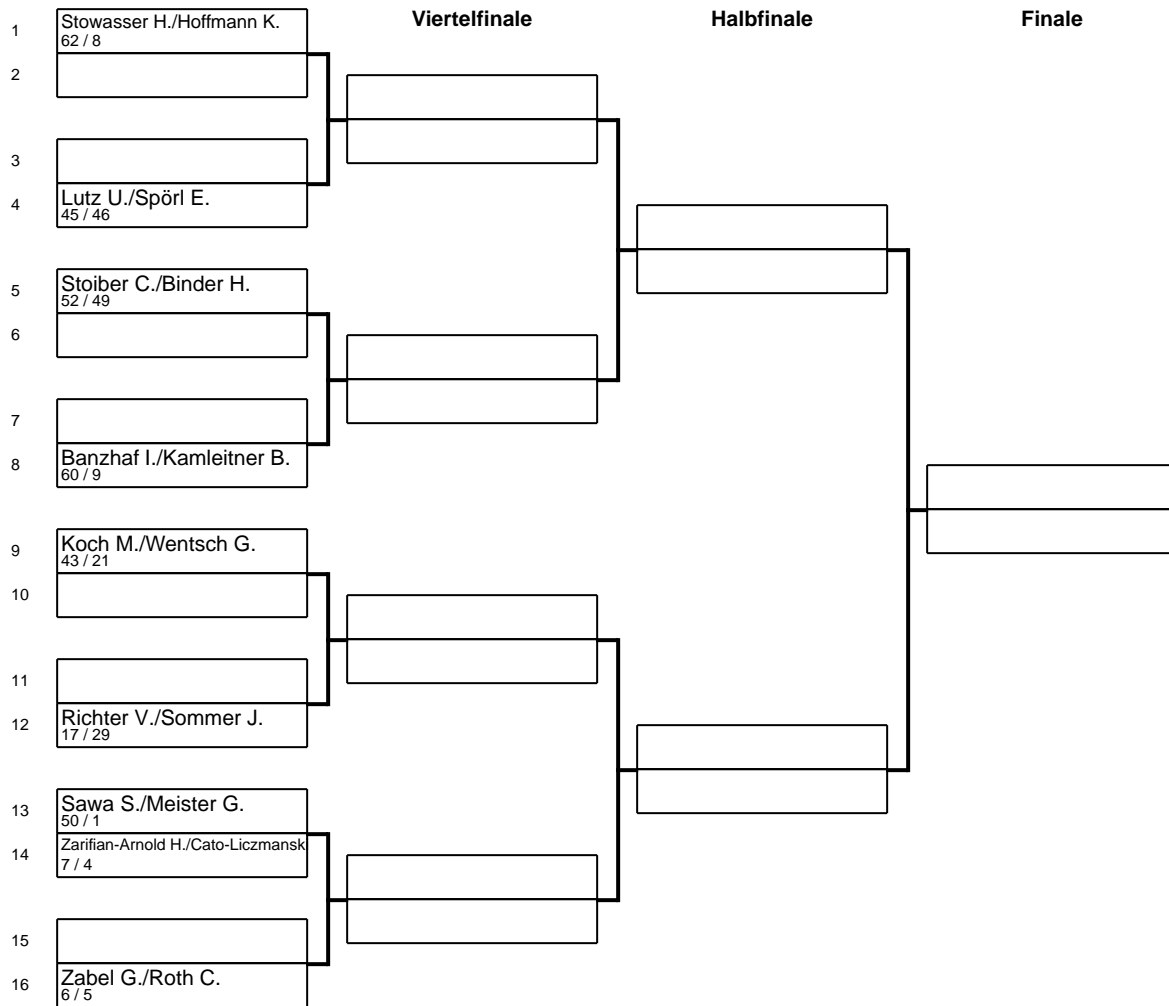 Viertelfinale Halbfinale Finale
1 Stowasser H./Hoffmann K.
62 / 8
2
3
4 Lutz U./Spörl E.
45 / 46
5 Stoiber C./Binder H.
52 / 49
6
7
8 Banzhaf I./Kamleitner B.
60 / 9
9 Koch M./Wentsch G.
43 / 21
10
11
12 Richter V./Sommer J.
17 / 29
13 Sawa S./Meister G.
50 / 1
14 Zarifian-Arnold H./Cato-Liczmansk
7 / 4
15
16 Zabel G./Roth C.
6 / 5